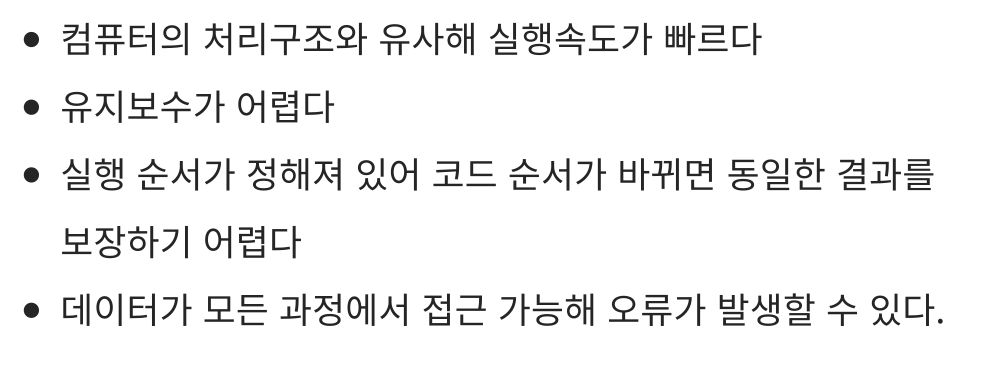 • 컴퓨터의 처리구조와 유사해 실행속도가 빠르다
• 유지보수가 어렵다
• 실행 순서가 정해져 있어 코드 순서가 바뀌면 동일한 결과를
보장하기 어렵다
• 데이터가 모든 과정에서 접근 가능해 오류가 발생할 수 있다.